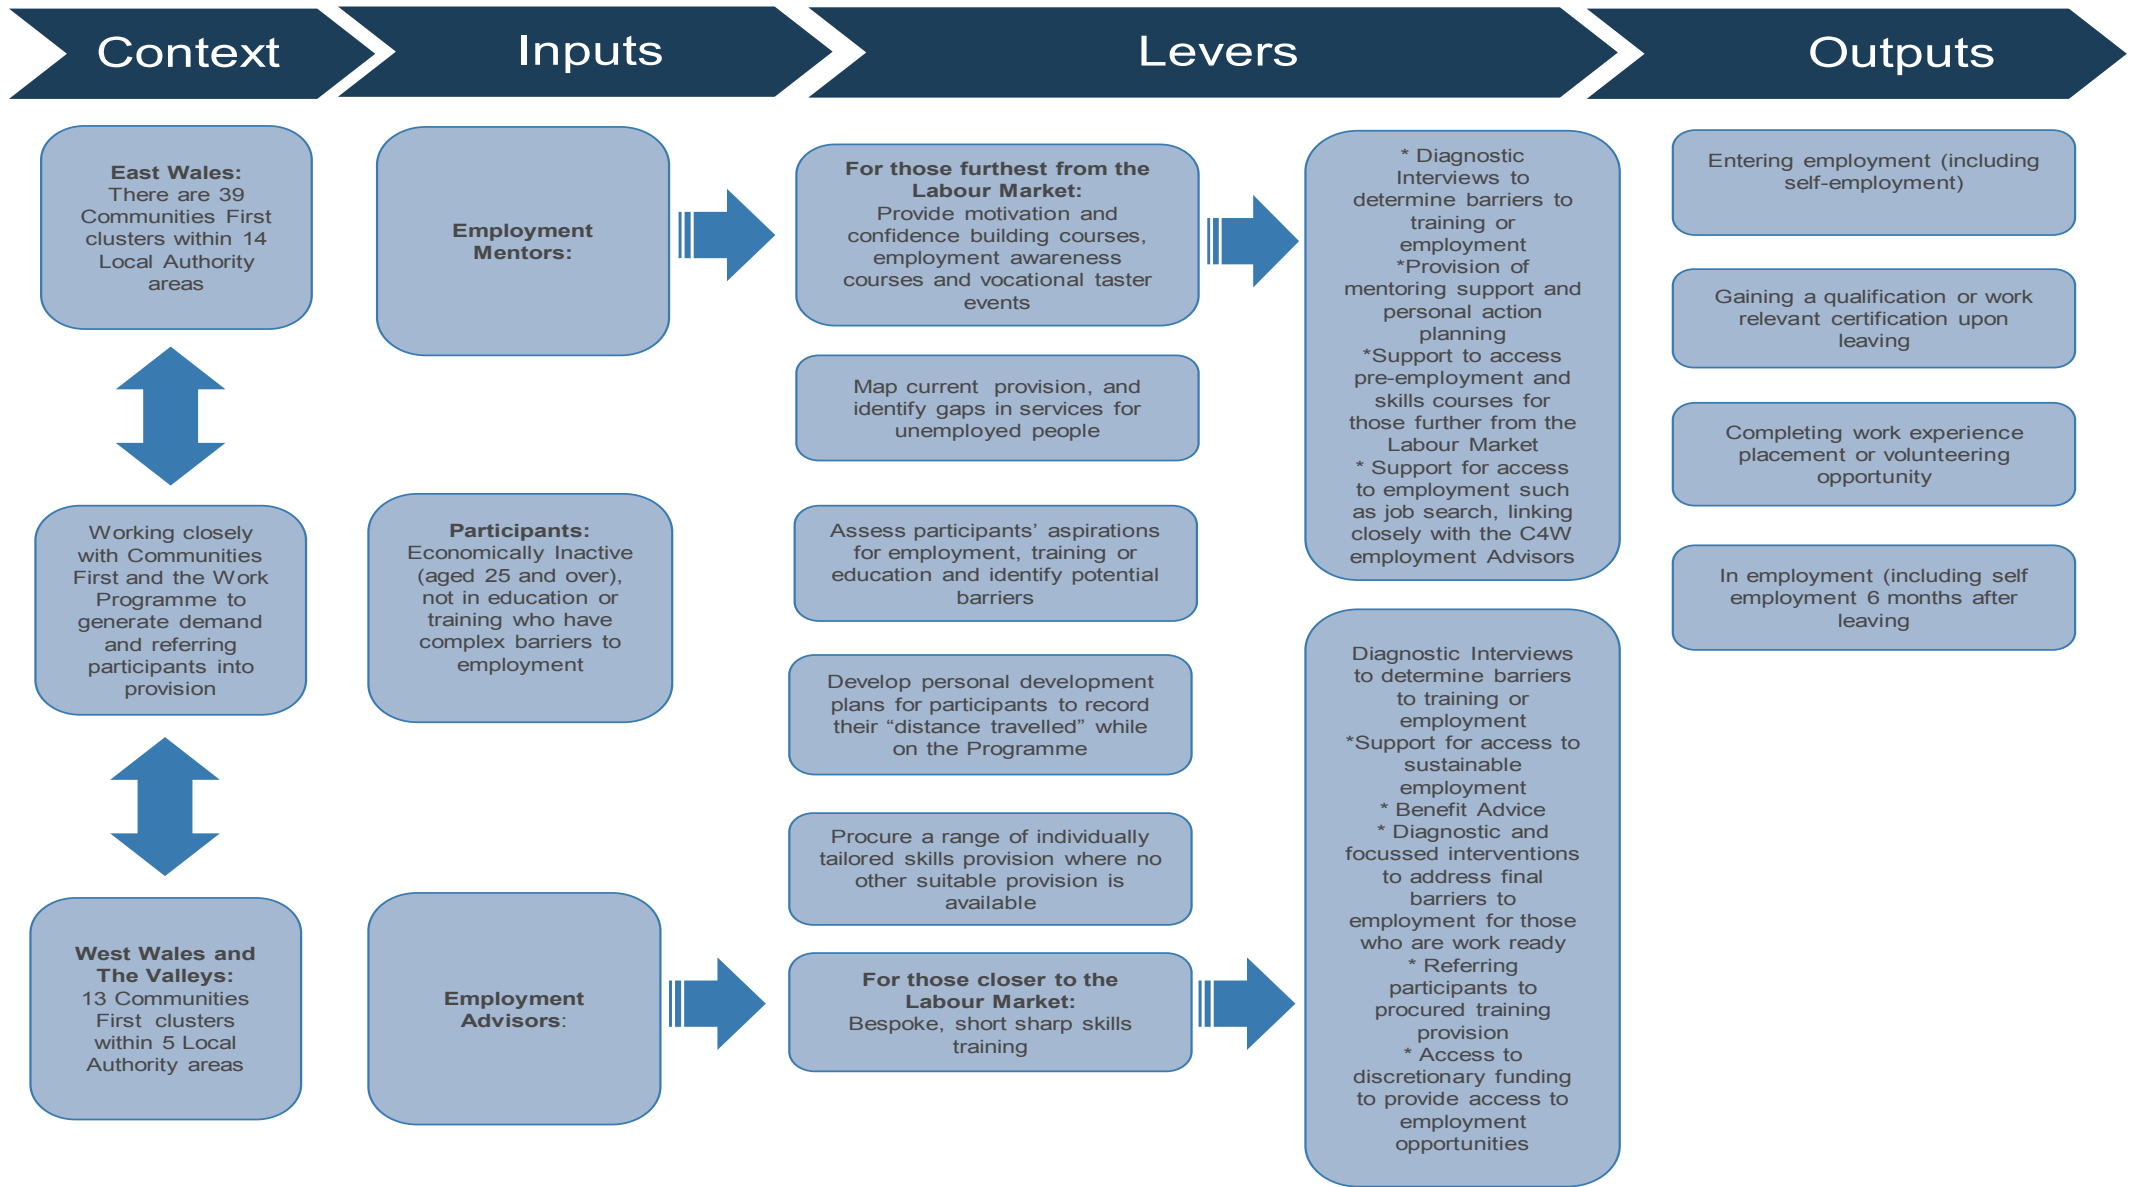 Context
Inputs
Levers
Outputs
East Wales:
There are 39
Communities First
clusters within 14
Local Authority
areas
Working closely
with Communities
First and the Work
Programme to
generate demand
and referring
participants into
provision
West Wales and
The Valleys:
13 Communities
First clusters
within 5 Local
Authority areas
Employment
Mentors:
Participants:
Economically Inactive
(aged 25 and over),
not in education or
training who have
complex barriers to
employment
Employment
Advisors:
For those furthest from the
Labour Market:
Provide motivation and
confidence building courses,
employment awareness
courses and vocational taster
events
Map current provision, and
identify gaps in services for
unemployed people
Assess participants’ aspirations
for employment, training or
education and identify potential
barriers
Develop personal development
plans for participants to record
their “distance travelled” while
on the Programme
Procure a range of individually
tailored skills provision where no
other suitable provision is
available
For those closer to the
Labour Market:
Bespoke, short sharp skills
training
* Diagnostic
Interviews to
determine barriers to
training or
employment
*Provision of
mentoring support and
personal action
planning
*Support to access
pre-employment and
skills courses for
those further from the
Labour Market
* Support for access
to employment such
as job search, linking
closely with the C4W
employment Advisors
Diagnostic Interviews
to determine barriers
to training or
employment
*Support for access to
sustainable
employment
* Benefit Advice
* Diagnostic and
focussed interventions
to address final
barriers to
employment for those
who are work ready
* Referring
participants to
procured training
provision
* Access to
discretionary funding
to provide access to
employment
opportunities
Entering employment (including
self-employment)
Gaining a qualification or work
relevant certification upon
leaving
Completing work experience
placement or volunteering
opportunity
In employment (including self
employment 6 months after
leaving